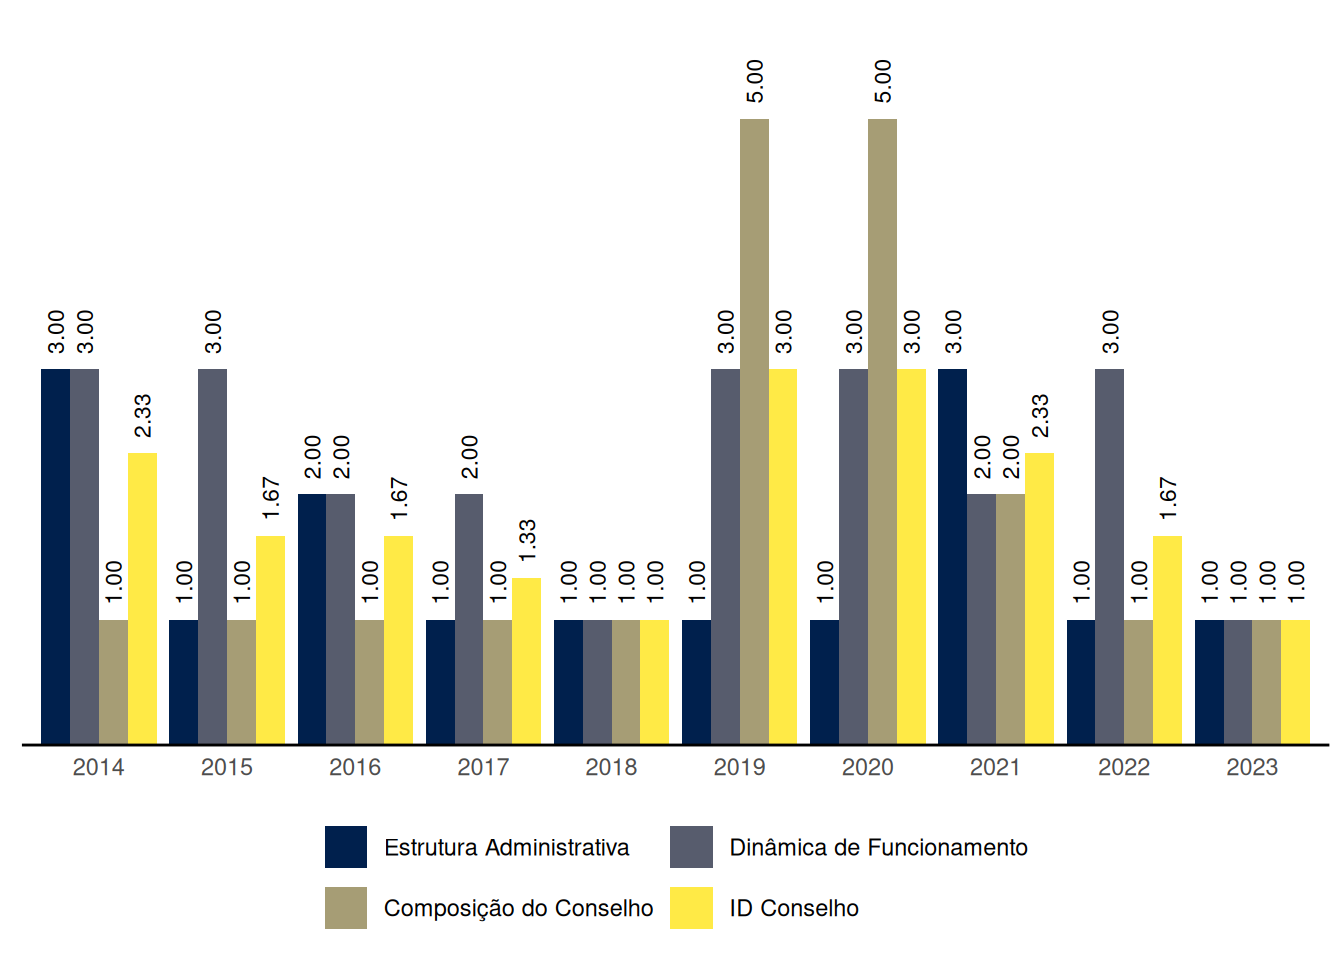 5.00 5.00
3.00 3.00 3.00 3.00 3.00 3.00 3.00 3.00 3.00
2.33 2.33
2.00 2.00 2.00 2.00 2.00
1.67 1.67 1.67
1.33
1.00 1.00 1.00 1.00 1.00 1.00 1.00 1.00 1.00 1.00 1.00 1.00 1.00 1.00 1.00 1.00 1.00 1.00
2014 2015 2016 2017 2018 2019 2020 2021 2022 2023
Estrutura Administrativa Dinâmica de Funcionamento
Composição do Conselho ID Conselho